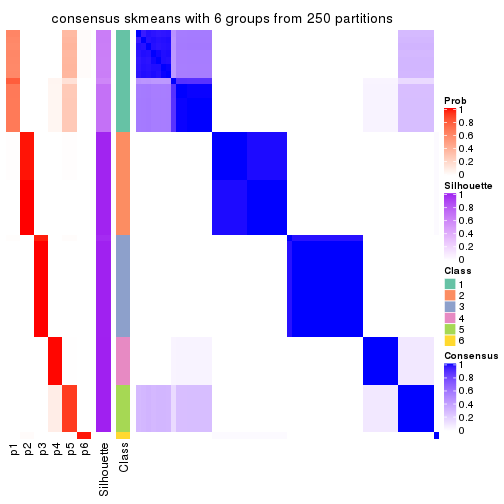 consensus skmeans with 6 groups from 250 partitions
Prob
1
0.8
0.6
0.4
0.2
0
Silhouette
1
0.8
0.6
0.4
0.2
0
Class
1
2
3
4
5
6
Consensus
1
0.8
0.6
0.4
0.2
0
p1
p2
p3
p4
p5
p6
Silhouette
Class